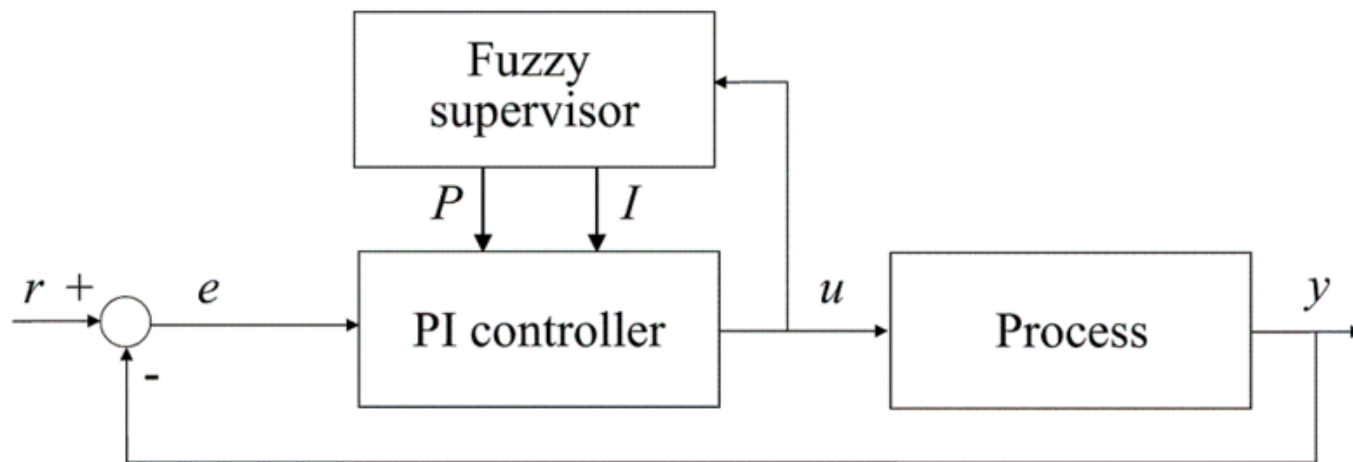 Fuzzy
supervisor
P I
r + e PI controller u Process y
-